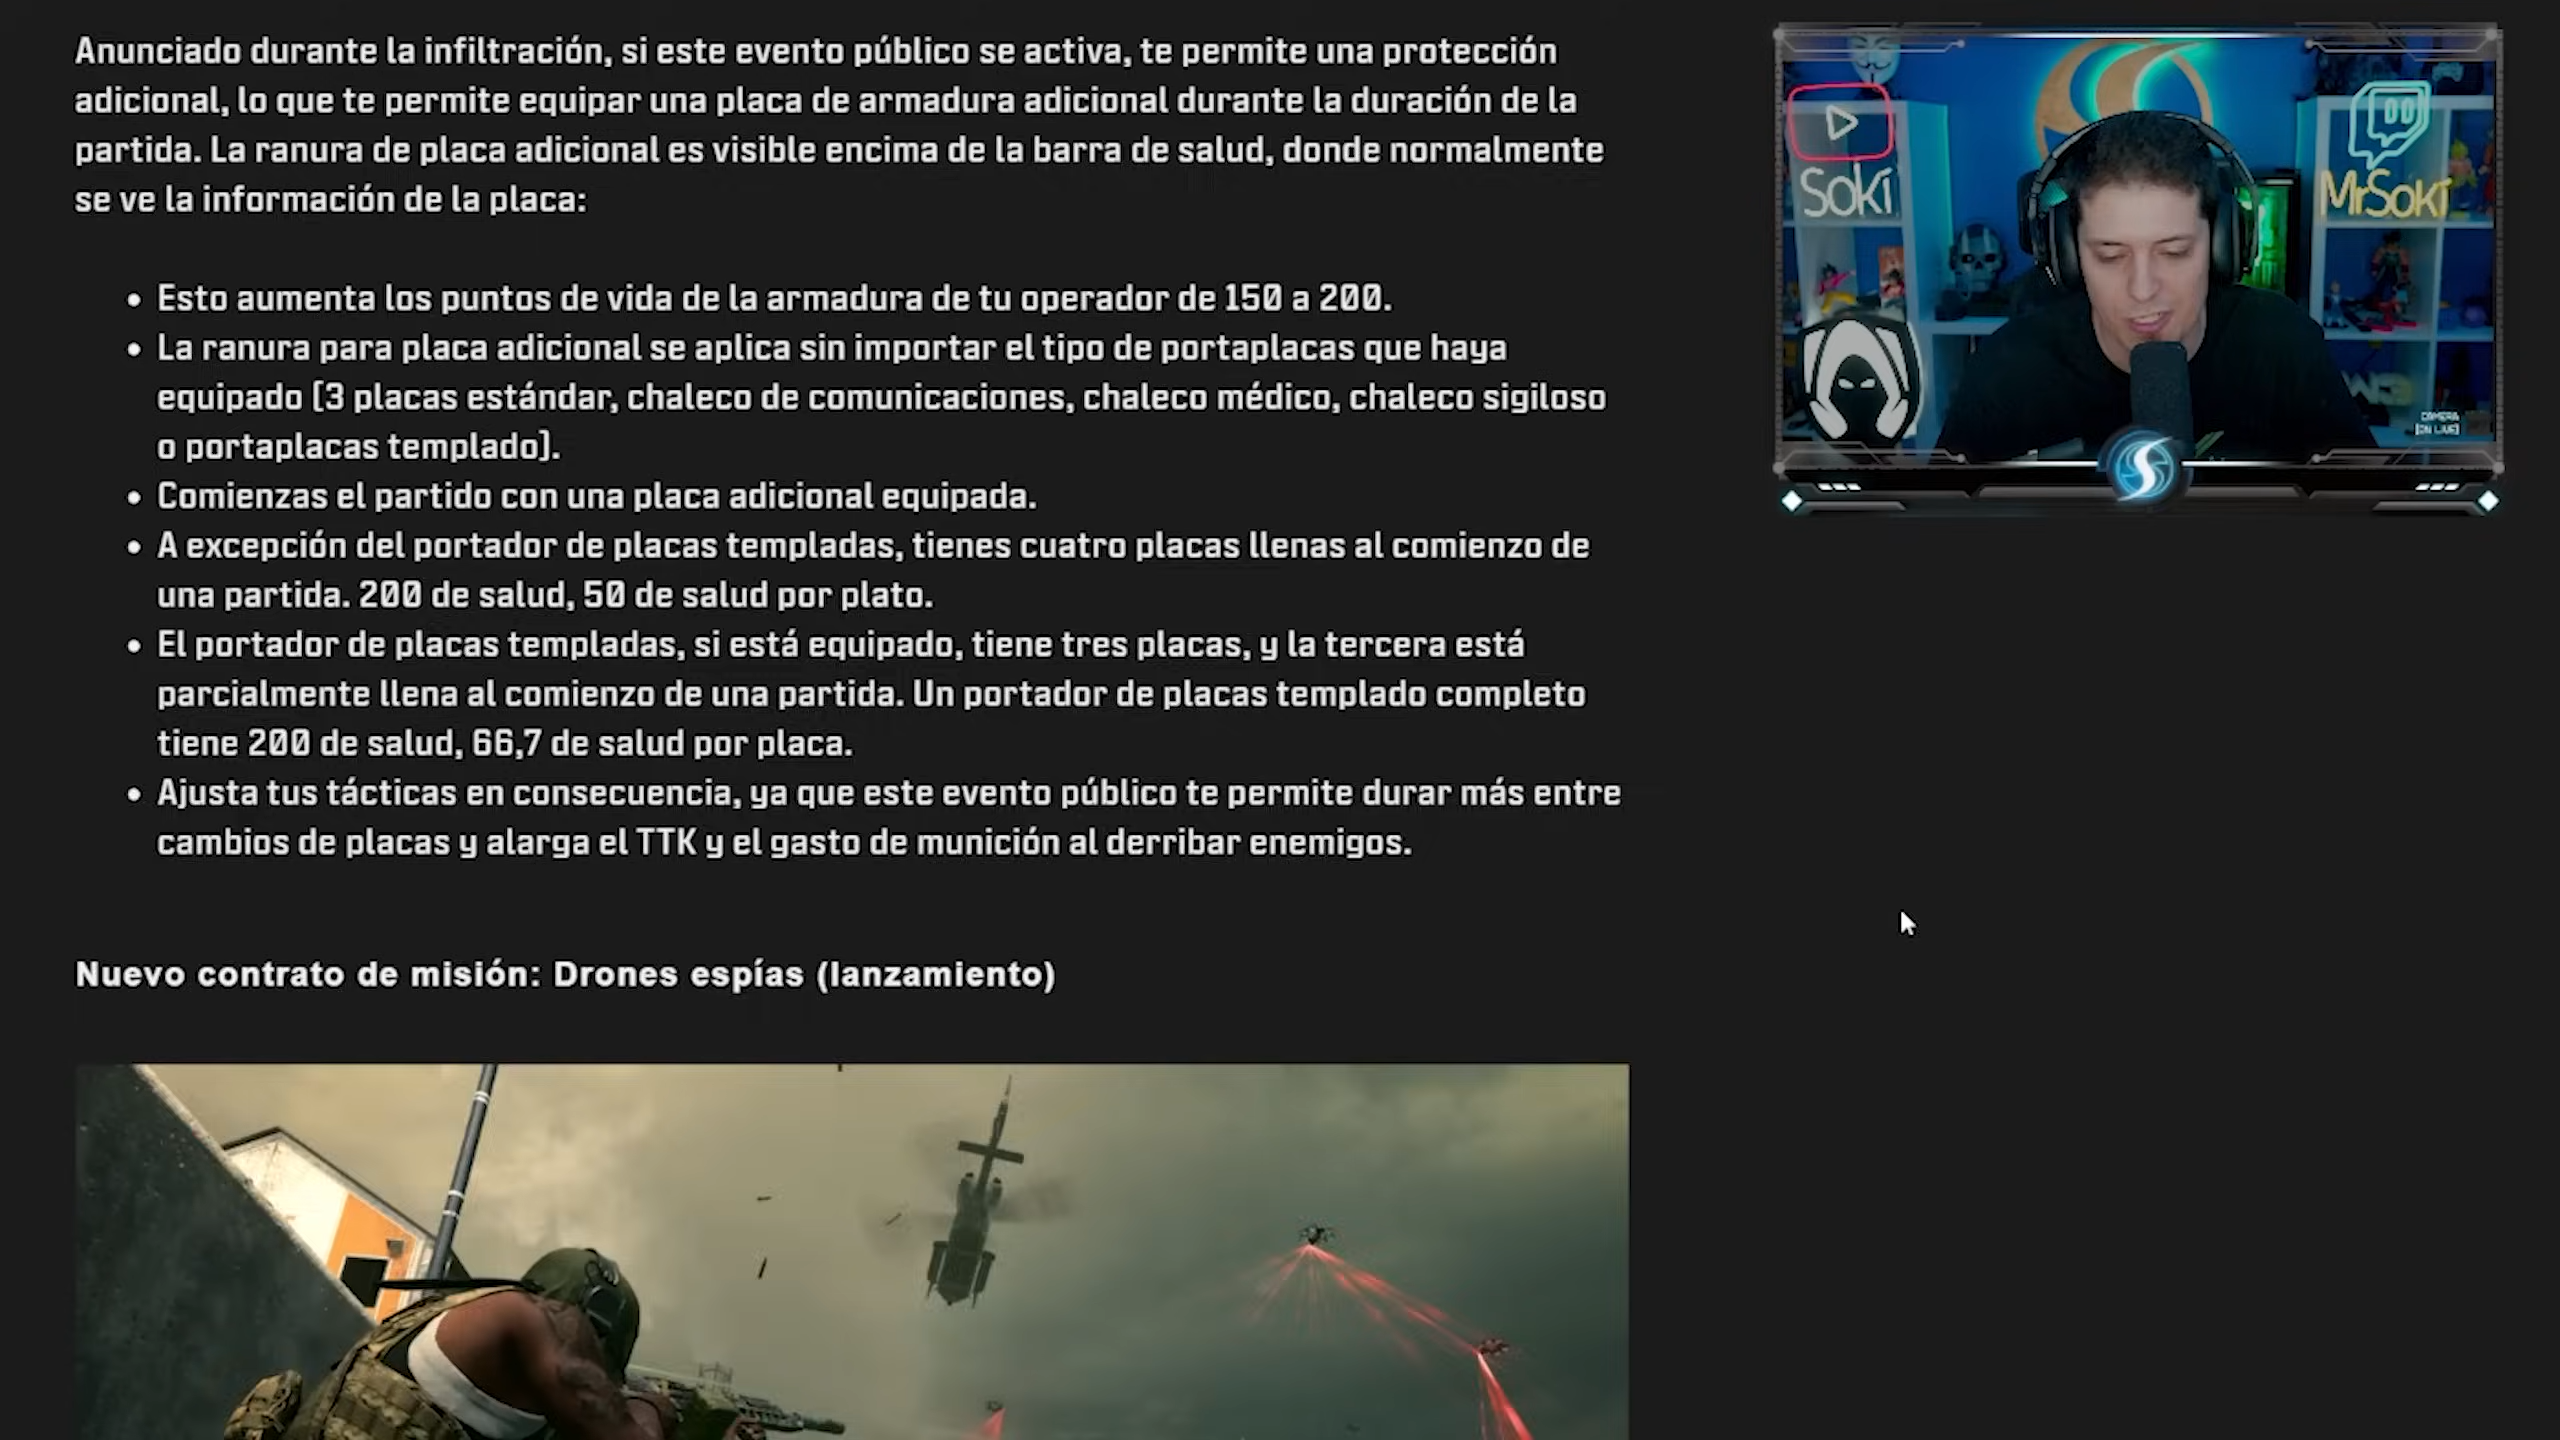 Anunciado durante la infiltración, si este evento público se activa, te permite una protección
adicional, lo que te permite equipar una placa de armadura adicional durante la duración de la
partida. La ranura de placa adicional es visible encima de la barra de salud, donde normalmente
se ve la información de la placa:
Esto aumenta los puntos de vida de la armadura de tu operador de 150 a 200.
La ranura para placa adicional se aplica sin importar el tipo de portaplacas que haya
equipado [3 placas estándar, chaleco de comunicaciones, chaleco médico, chaleco sigiloso
o portaplacas templado].
Comienzas el partido con una placa adicional equipada.
A excepción del portador de placas templadas, tienes cuatro placas llenas al comienzo de
una partida. 200 de salud, 50 de salud por plato.
El portador de placas templadas, si está equipado, tiene tres placas, y la tercera está
parcialmente llena al comienzo de una partida. Un portador de placas templado completo
tiene 200 de salud, 66,7 de salud por placa.
Ajusta tus tácticas en consecuencia, ya que este evento público te permite durar más entre
cambios de placas y alarga el TTK y el gasto de munición al derribar enemigos.
Nuevo contrato de misión: Drones espías (lanzamiento)
Soki
MrSoki
CAMERA
[ON LIVE]